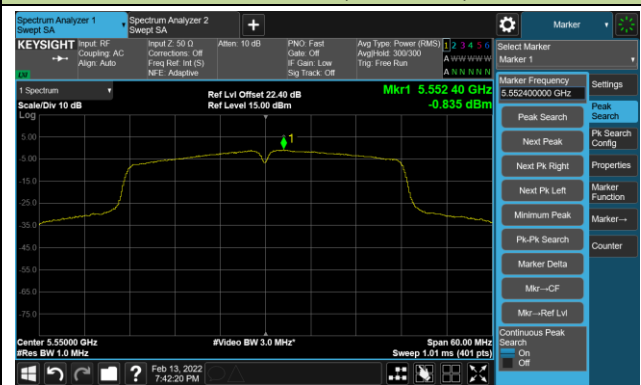 Spectrum Analyzer 1
Swept SA
Spectrum Analyzer 2
Swept SA
+
Marker
KEYSIGHT
Input: RF
Coupling: AC
Align: Auto
Input Z: 50 Ω
Corrections: Off
Freq Ref: Int (S)
NFE: Adaptive
Atten: 10 dB
PNO: Fast
Gate: Off
IF Gain: Low
Sig Track: Off
Avg Type: Power (RMS)
Avg|Hold: 300/300
Trig: Free Run
1 2 3 4 5 6
A W W W W W
A N N N N N
Select Marker
Marker 1
1 Spectrum
Scale/Div 10 dB
Log
Ref Lvl Offset 22.40 dB
Ref Level 15.00 dBm
Mkr1 5.552 40 GHz
-0.835 dBm
1
5.00
-5.00
-15.0
-25.0
-35.0
-45.0
-55.0
-65.0
-75.0
Center 5.55000 GHz
#Res BW 1.0 MHz
#Video BW 3.0 MHz*
Span 60.00 MHz
Sweep 1.01 ms (401 pts)
Marker Frequency
5.552400000 GHz
Peak Search
Next Peak
Next Pk Right
Next Pk Left
Minimum Peak
Pk-Pk Search
Marker Delta
Mkr→CF
Mkr→Ref Lvl
Continuous Peak
Search
On
Off
Settings
Peak
Search
Pk Search
Config
Properties
Marker
Function
Marker→
Counter
?
Feb 13, 2022
7:42:20 PM